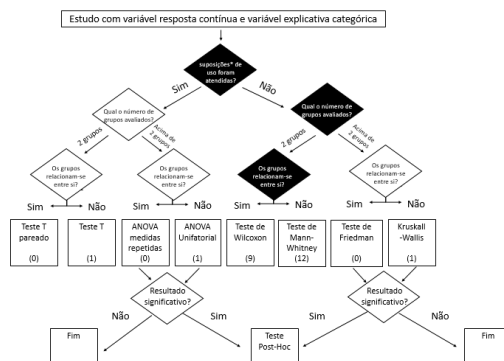 Estudo com variável resposta contínua e variável explicativa categórica
suposições* de
uso foram
atendidas?
Sim
Não
Qual o número de
grupos avaliados?
Qual o número de
grupos avaliados?
2 grupos
Acima de
2 grupos
2 grupos
Acima de
2 grupos
Os grupos
relacionam-se
entre si?
Os grupos
relacionam-se
entre si?
Os grupos
relacionam-se
entre si?
Os grupos
relacionam-se
entre si?
Sim
Não
Sim
Não
Sim
Não
Sim
Não
Teste T
pareado
(0)
Teste T
(1)
ANOVA
medidas
repetidas
(0)
ANOVA
Unifatorial
(1)
Teste de
Wilcoxon
(9)
Teste de
Mann-
Whitney
(12)
Teste de
Friedman
(0)
Kruskall
-Wallis
(1)
Resultado
significativo?
Resultado
significativo?
Não
Sim
Sim
Não
Fim
Teste
Post-Hoc
Fim